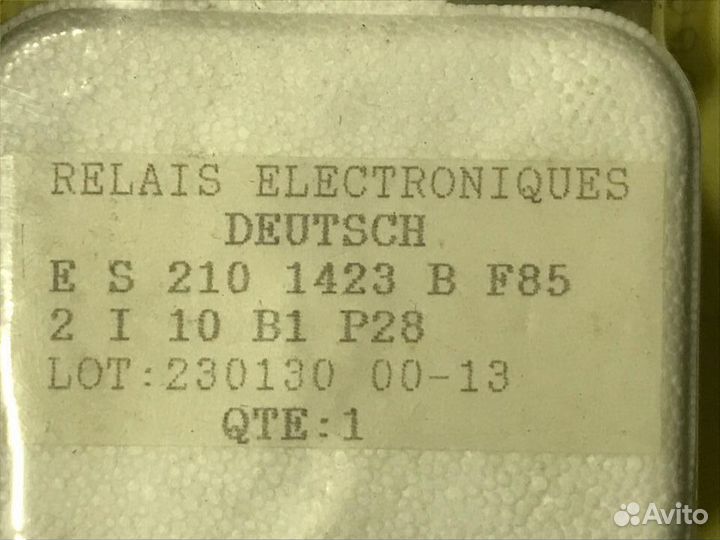 RELAIS ELECTRONIQUES
DEUTSCH
E S 210 1423 B F85
2 I 10 B1 P28
LOT:230130 00-13
QTE:1
Avito